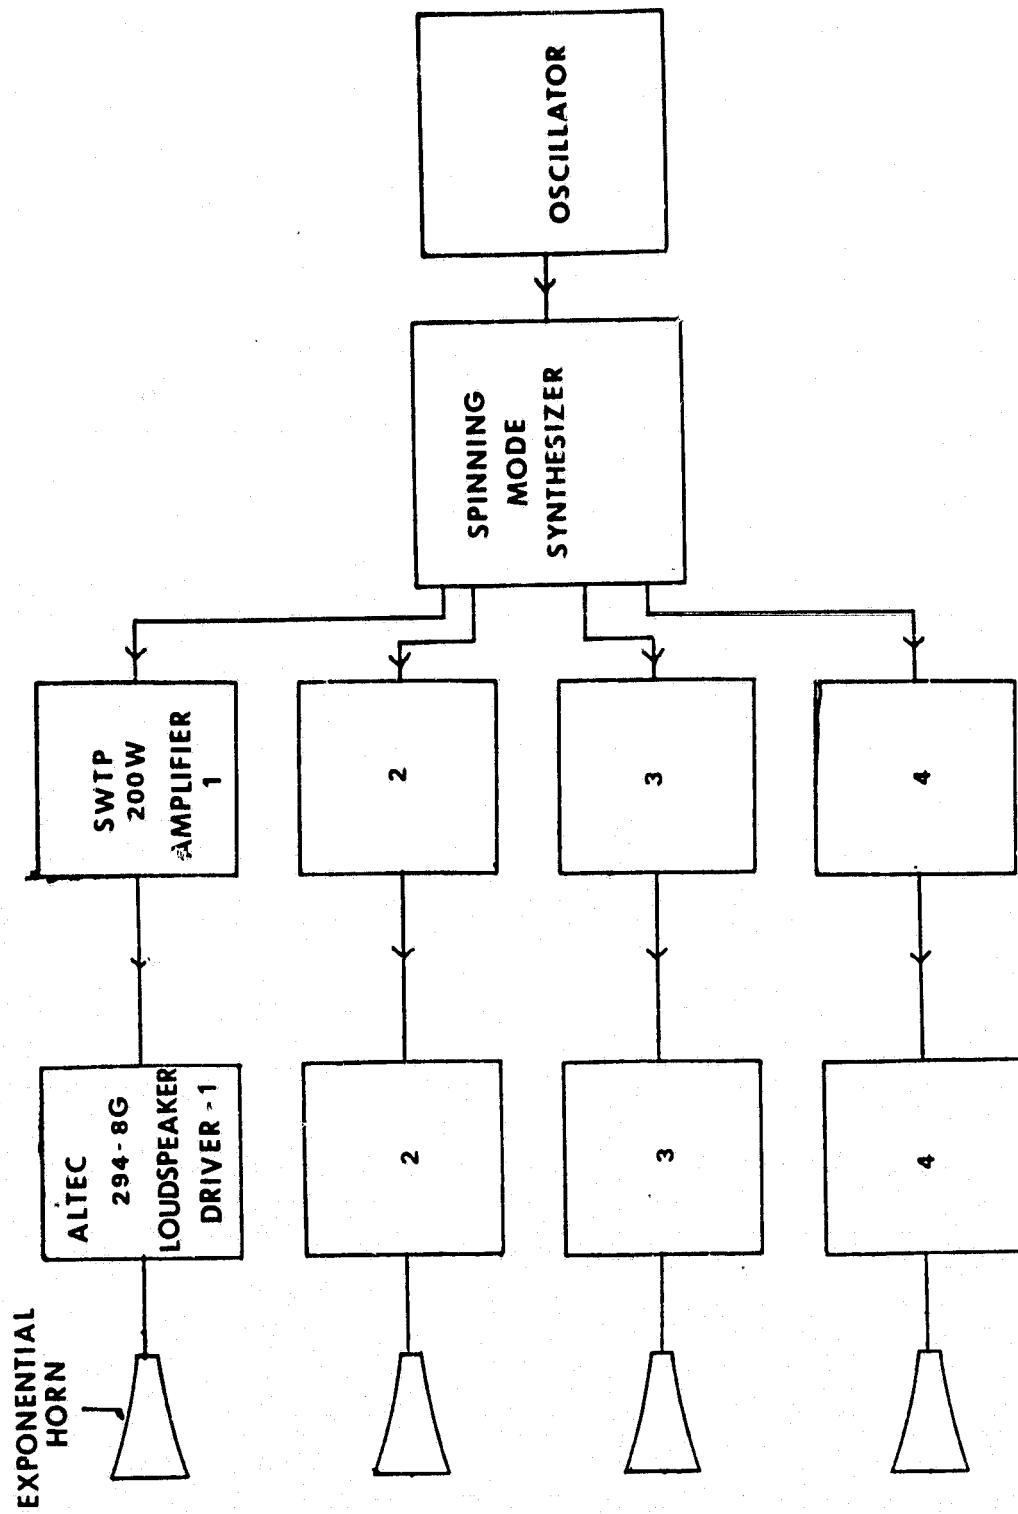 OSCILLATOR
SPINNING
MODE
SYNTHESIZER
SWTP
200W
AMPLIFIER
1
2
3
4
ALTEC
294-8G
LOUDSPEAKER
DRIVER-1
2
3
4
EXPONENTIAL
HORN